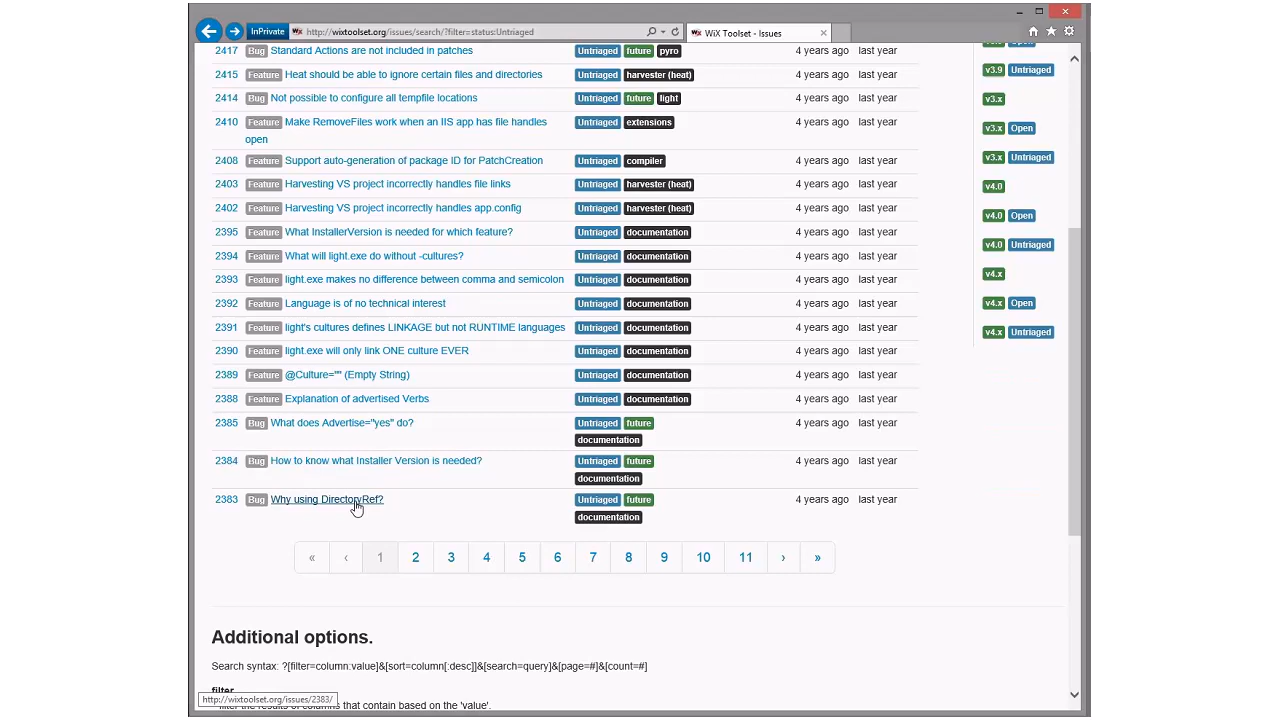 InPrivate http://wixtoolset.org/issues/search/?filter=status:Untriaged WiX Toolset - Issues
2417 Bug Standard Actions are not included in patches Untriaged future pyro 4 years ago last year
2415 Feature Heat should be able to ignore certain files and directories Untriaged harvester (heat) 4 years ago last year v3.9 Untriaged
2414 Bug Not possible to configure all tempfile locations Untriaged future light 4 years ago last year v3.x
2410 Feature Make RemoveFiles work when an IIS app has file handles Untriaged extensions 4 years ago last year v3.x Open
open
2408 Feature Support auto-generation of package ID for PatchCreation Untriaged compiler 4 years ago last year v3.x Untriaged
2403 Feature Harvesting VS project incorrectly handles file links Untriaged harvester (heat) 4 years ago last year v4.0
2402 Feature Harvesting VS project incorrectly handles app.config Untriaged harvester (heat) 4 years ago last year v4.0 Open
2395 Feature What InstallerVersion is needed for which feature? Untriaged documentation 4 years ago last year v4.0 Untriaged
2394 Feature What will light.exe do without -cultures? Untriaged documentation 4 years ago last year v4.x
2393 Feature light.exe makes no difference between comma and semicolon Untriaged documentation 4 years ago last year
2392 Feature Language is of no technical interest Untriaged documentation 4 years ago last year v4.x Open
2391 Feature light's cultures defines LINKAGE but not RUNTIME languages Untriaged documentation 4 years ago last year v4.x Untriaged
2390 Feature light.exe will only link ONE culture EVER Untriaged documentation 4 years ago last year
2389 Feature @Culture="" (Empty String) Untriaged documentation 4 years ago last year
2388 Feature Explanation of advertised Verbs Untriaged documentation 4 years ago last year
2385 Bug What does Advertise="yes" do? Untriaged future 4 years ago last year
documentation
2384 Bug How to know what Installer Version is needed? Untriaged future 4 years ago last year
documentation
2383 Bug Why using DirectoryRef? Untriaged future 4 years ago last year
documentation
« ‹ 1 2 3 4 5 6 7 8 9 10 11 › »
Additional options.
Search syntax: ?[filter=column:value]&[sort=column[:desc]]&[search=query]&[page=#]&[count=#]
filter
http://wixtoolset.org/issues/2383/
filter the results of columns that contain based on the 'value'.